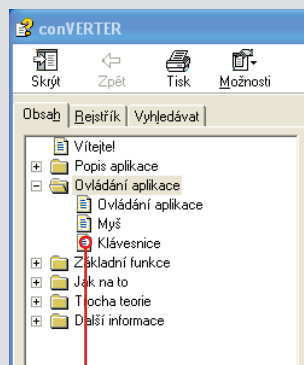 conVERTER
Skrýt Zpět Tisk Možnosti
Obsah Rejstřík Vyhledávat
Vítejte!
Popis aplikace
Ovládání aplikace
Ovládání aplikace
Myš
Klávesnice
Základní funkce
Jak na to
Trocha teorie
Další informace